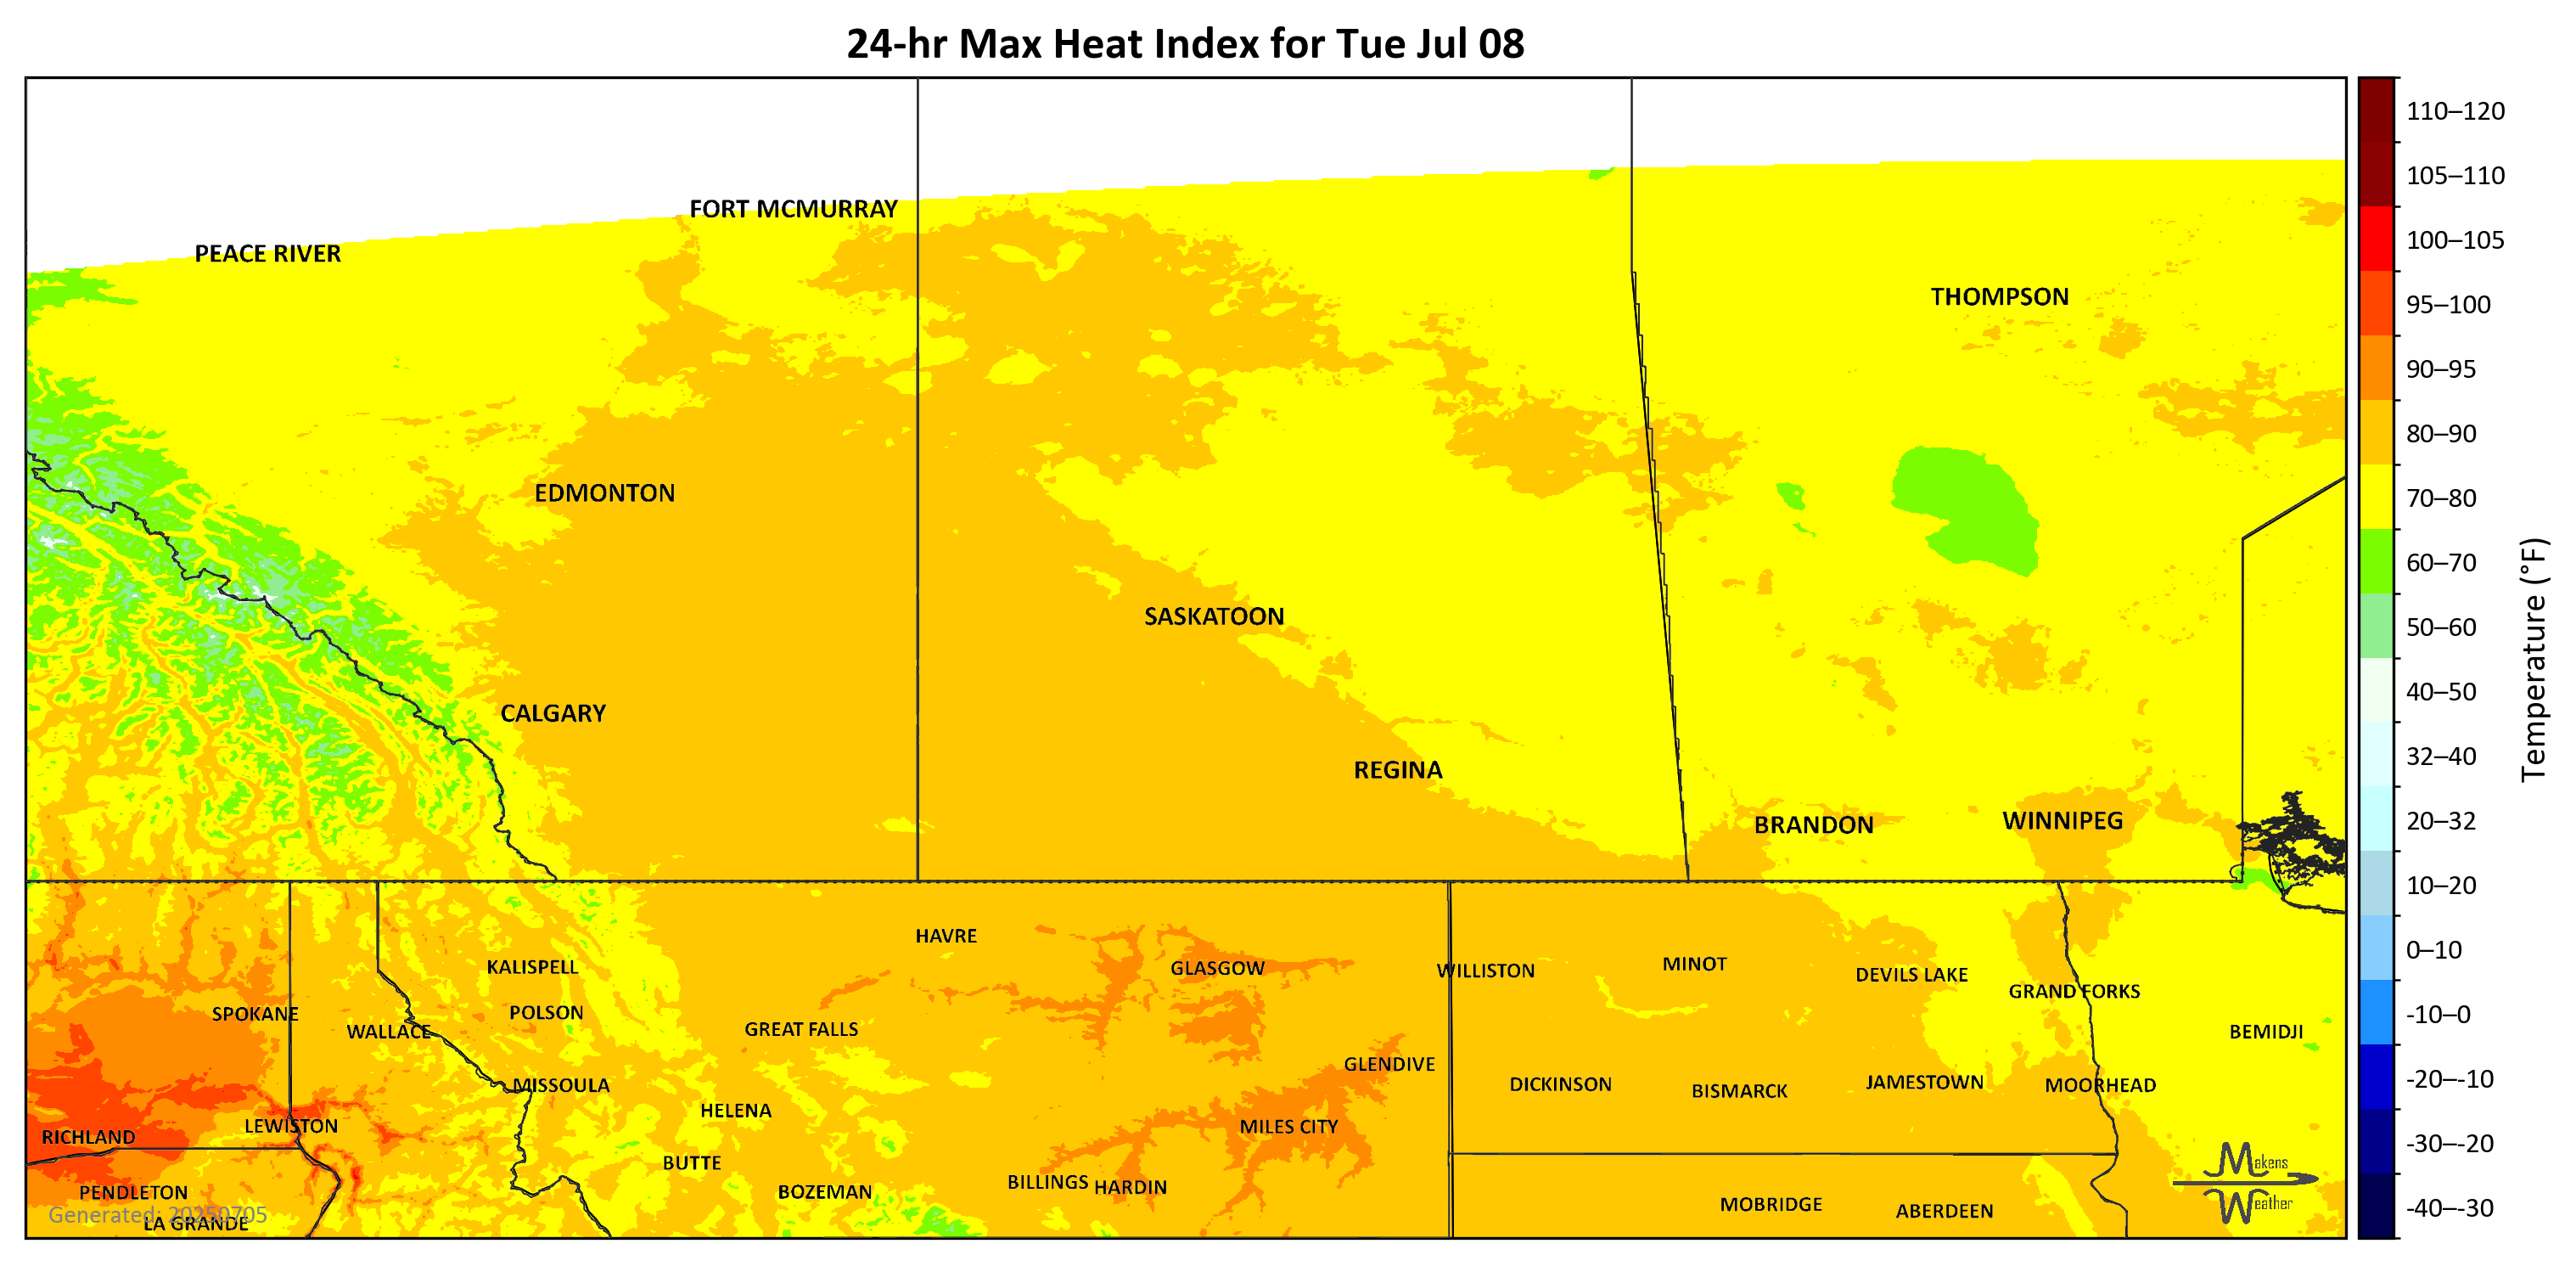 24-hr Max Heat Index for Tue Jul 08
110–120
105–110
100–105
95–100
90–95
80–90
70–80
60–70
50–60
40–50
32–40
20–32
10–20
0–10
-10–0
-20–-10
-30–-20
-40–-30
Temperature (°F)
FORT MCMURRAY
PEACE RIVER
THOMPSON
EDMONTON
SASKATOON
CALGARY
REGINA
BRANDON
WINNIPEG
HAVRE
KALISPELL
GLASGOW
WILLISTON
MINOT
DEVILS LAKE
GRAND FORKS
SPOKANE
POLSON
WALLACE
GREAT FALLS
BEMIDJI
GLENDIVE
MISSOULA
DICKINSON
BISMARCK
JAMESTOWN
MOORHEAD
HELENA
LEWISTON
RICHLAND
MILES CITY
BUTTE
PENDLETON
BOZEMAN
BILLINGS
HARDIN
MOBRIDGE
ABERDEEN
Generated: 20250705
LA GRANDE
Makens
Weather